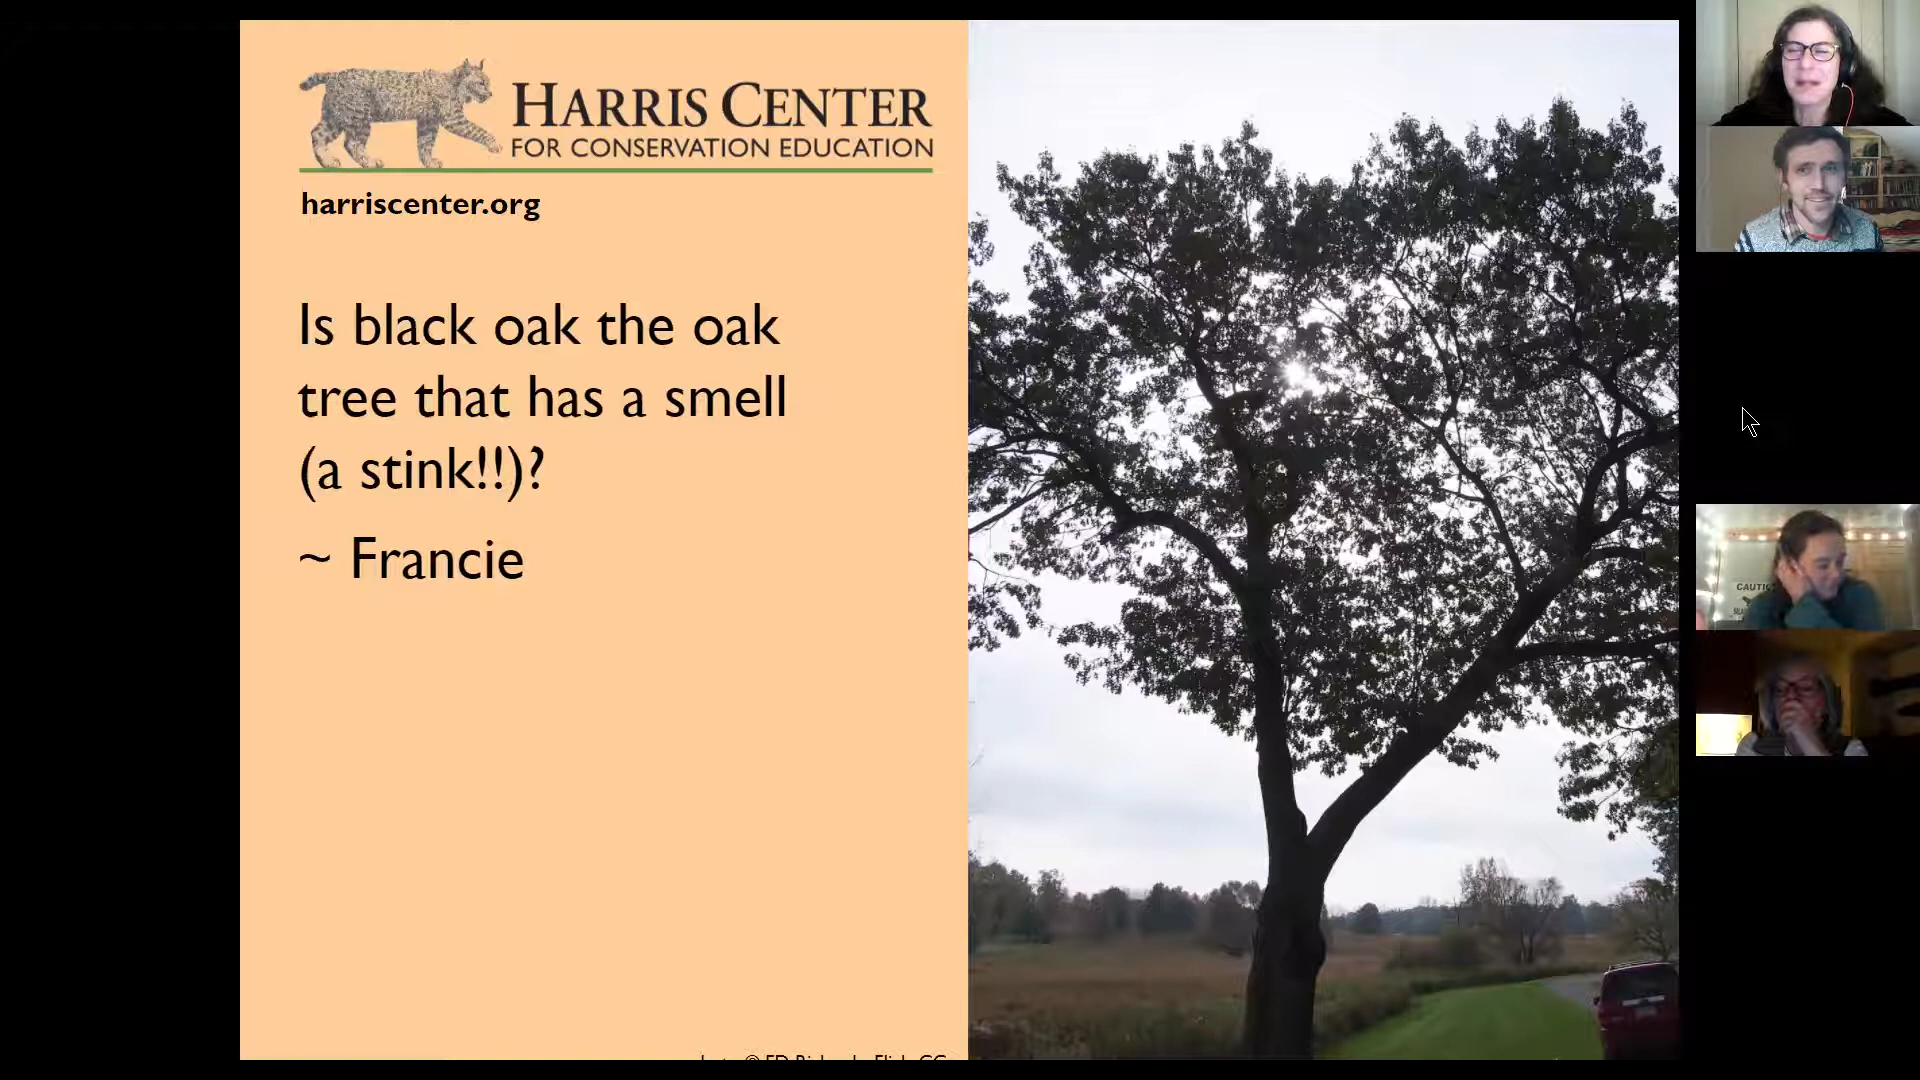 HARRIS CENTER
FOR CONSERVATION EDUCATION
harriscenter.org
Is black oak the oak
tree that has a smell
(a stink!!)?
~ Francie